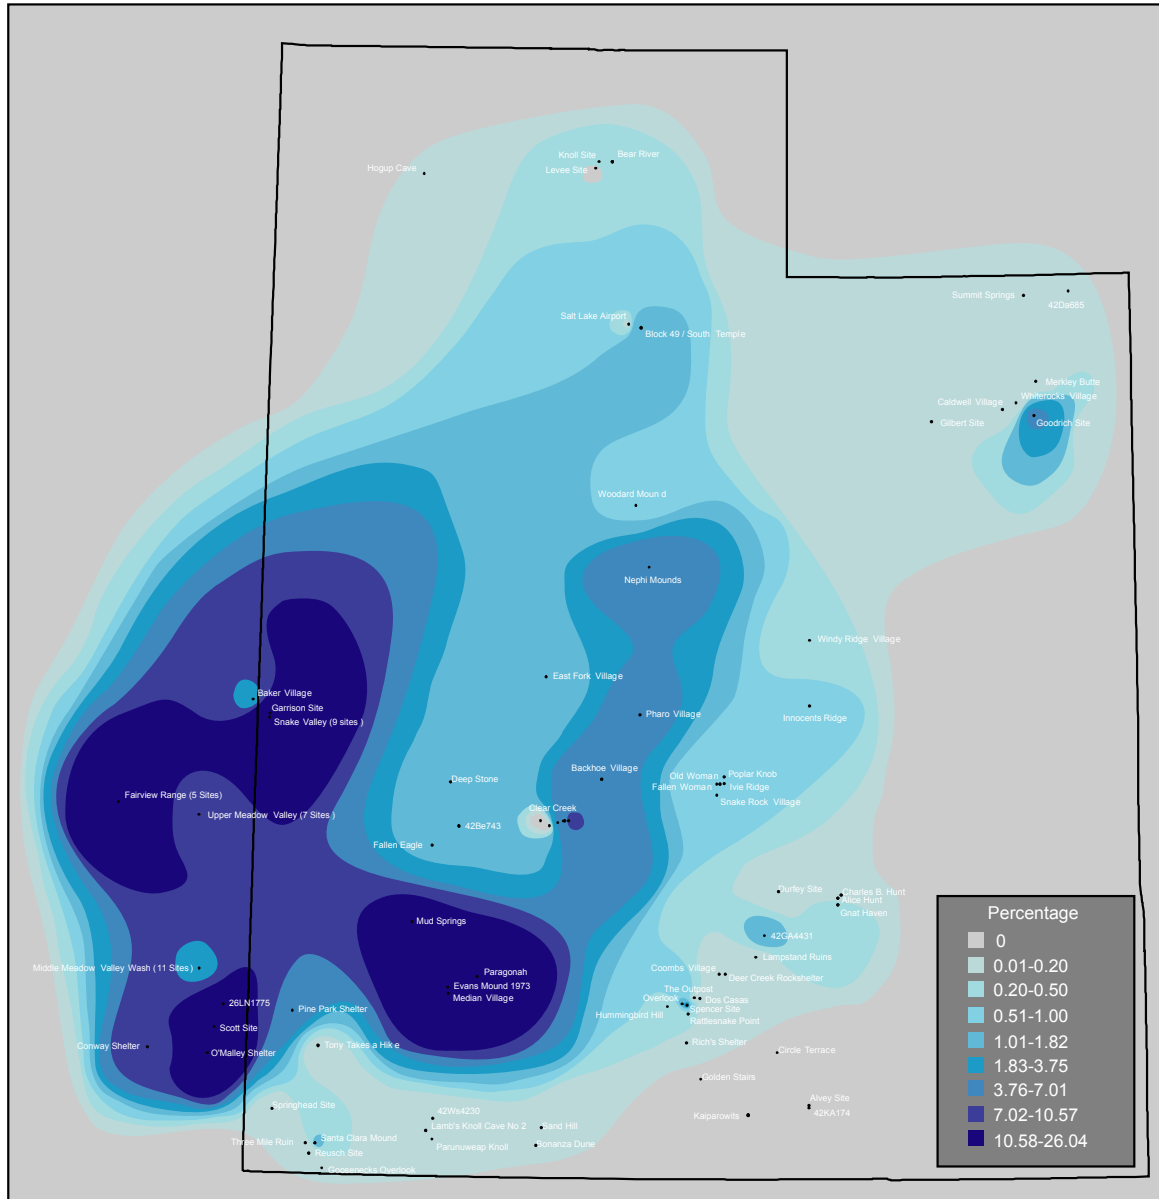 Knoll Site
Bear River
Levee Site
Hogup Cave
Summit Springs
42Da685
Salt Lake Airport
Block 49 / South Temple
Merkley Butte
Whiterocks Village
Caldwell Village
Goodrich Site
Gilbert Site
Woodard Moun d
Nephi Mounds
Windy Ridge Village
East Fork Village
Baker Village
Garrison Site
Snake Valley (9 sites )
Pharo Village
Innocents Ridge
Backhoe Village
Deep Stone
Old Woman
Poplar Knob
Fallen Woman
Ivie Ridge
Snake Rock Village
Fairview Range (5 Sites)
Upper Meadow Valley (7 Sites )
Clear Creek
42Be743
Fallen Eagle
Durfey Site
Charles B. Hunt
Alice Hunt
Gnat Haven
Mud Springs
42GA4431
Lampstand Ruins
Middle Meadow Valley Wash (11 Sites )
Paragonah
Coombs Village
Deer Creek Rockshelter
Evans Mound 1973
Median Village
The Outpost
Overlook
Dos Casas
26LN1775
Pine Park Shelter
Hummingbird Hill
Spencer Site
Rattlesnake Point
Scott Site
Conway Shelter
O'Malley Shelter
Tony Takes a Hik e
Rich's Shelter
Circle Terrace
Golden Stairs
Springhead Site
42Ws4230
Alvey Site
42KA174
Kaiparowits
Lamb's Knoll Cave No 2
Sand Hill
Three Mile Ruin
Santa Clara Mound
Parunuweap Knoll
Bonanza Dune
Reusch Site
Goosenecks Overlook
Percentage
0
0.01-0.20
0.20-0.50
0.51-1.00
1.01-1.82
1.83-3.75
3.76-7.01
7.02-10.57
10.58-26.04